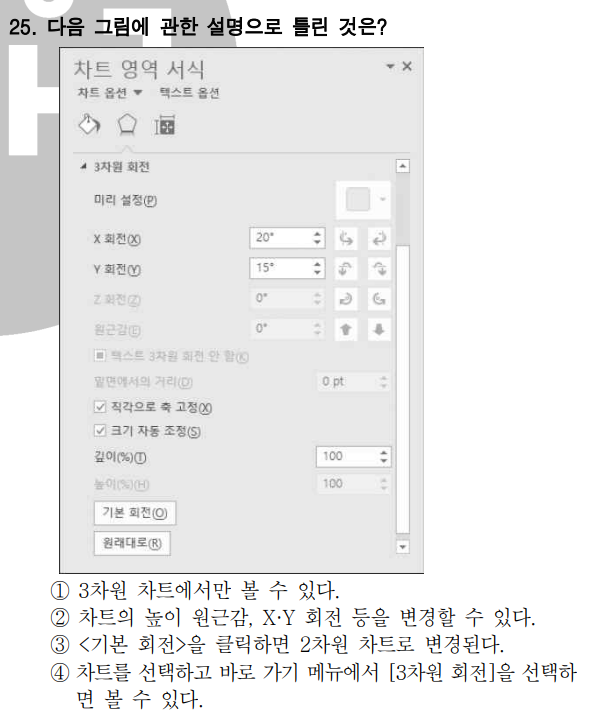 25. 다음 그림에 관한 설명으로 틀린 것은?
차트 영역 서식
차트 옵션 텍스트 옵션
3차원 회전
미리 설정(P)
X 회전(X) 20°
Y 회전(Y) 15°
Z 회전(Z) 0°
원근감(E) 0°
텍스트 3차원 회전 안 함(K)
밑면에서의 거리(D) 0 pt
직각으로 축 고정(X)
크기 자동 조정(S)
깊이(%)(T) 100
높이(%)(H) 100
기본 회전(O)
원래대로(R)
① 3차원 차트에서만 볼 수 있다.
② 차트의 높이 원근감, X·Y 회전 등을 변경할 수 있다.
③ <기본 회전>을 클릭하면 2차원 차트로 변경된다.
④ 차트를 선택하고 바로 가기 메뉴에서 [3차원 회전]을 선택하
면 볼 수 있다.